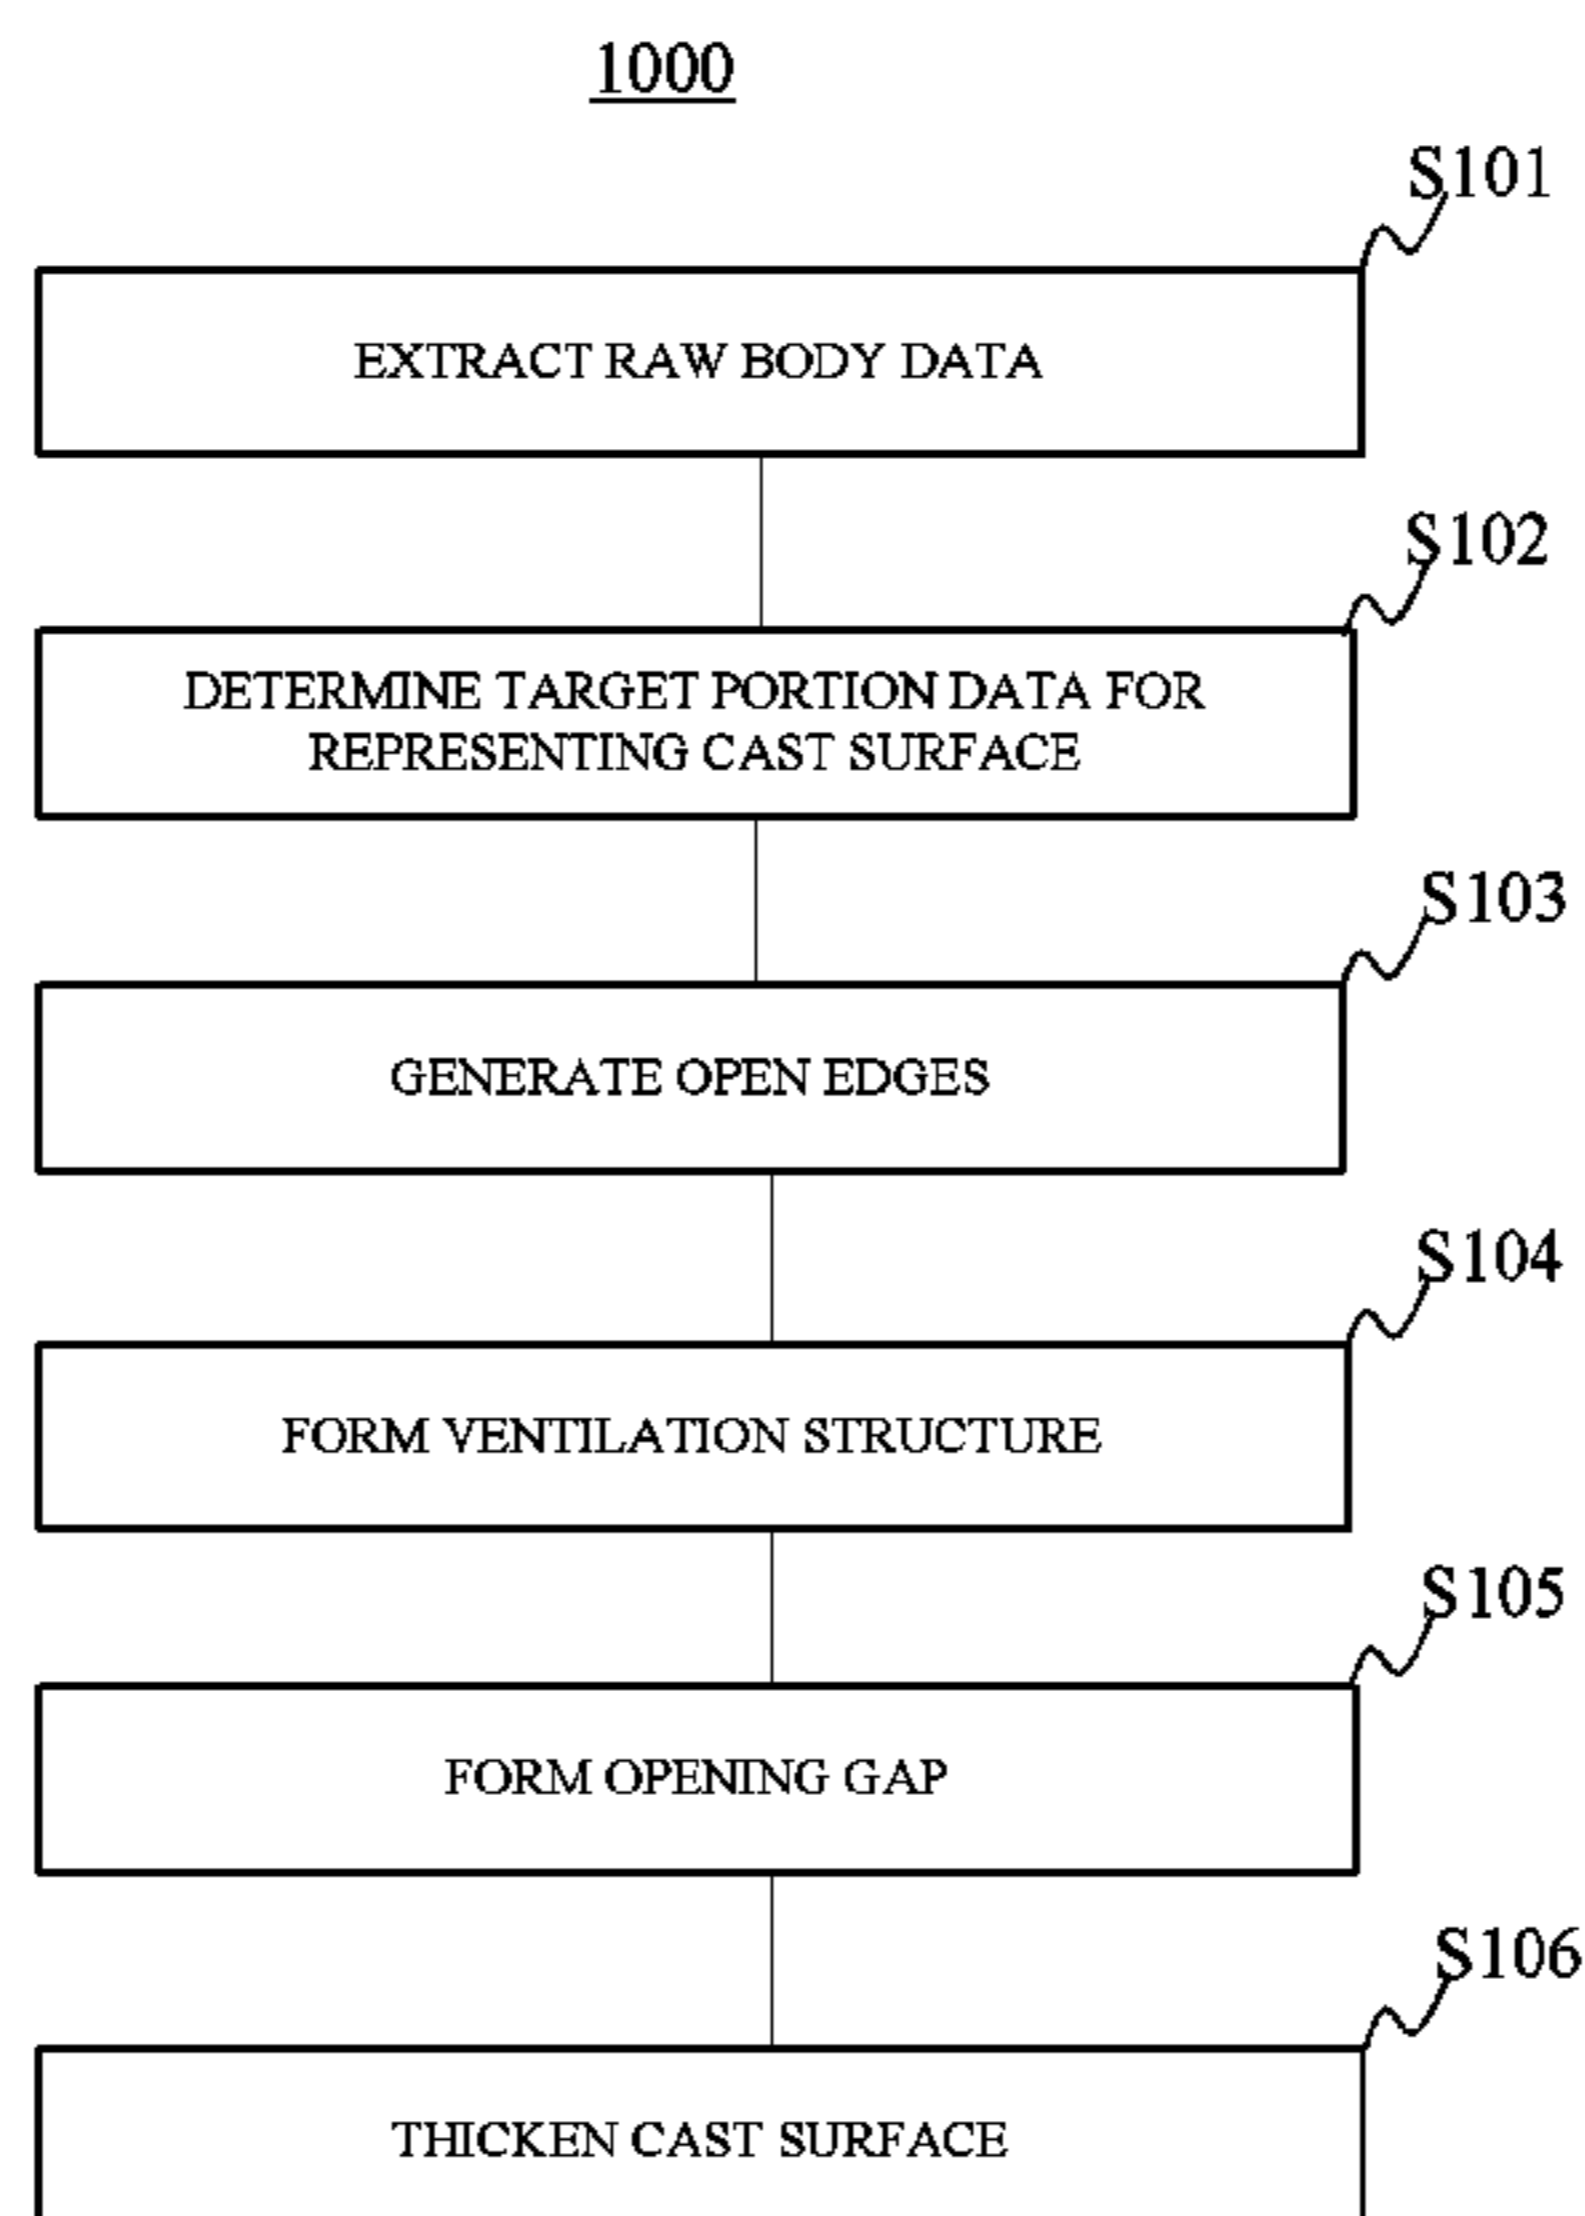 1000
S101
EXTRACT RAW BODY DATA
S102
DETERMINE TARGET PORTION DATA FOR
REPRESENTING CAST SURFACE
S103
GENERATE OPEN EDGES
S104
FORM VENTILATION STRUCTURE
S105
FORM OPENING GAP
S106
THICKEN CAST SURFACE